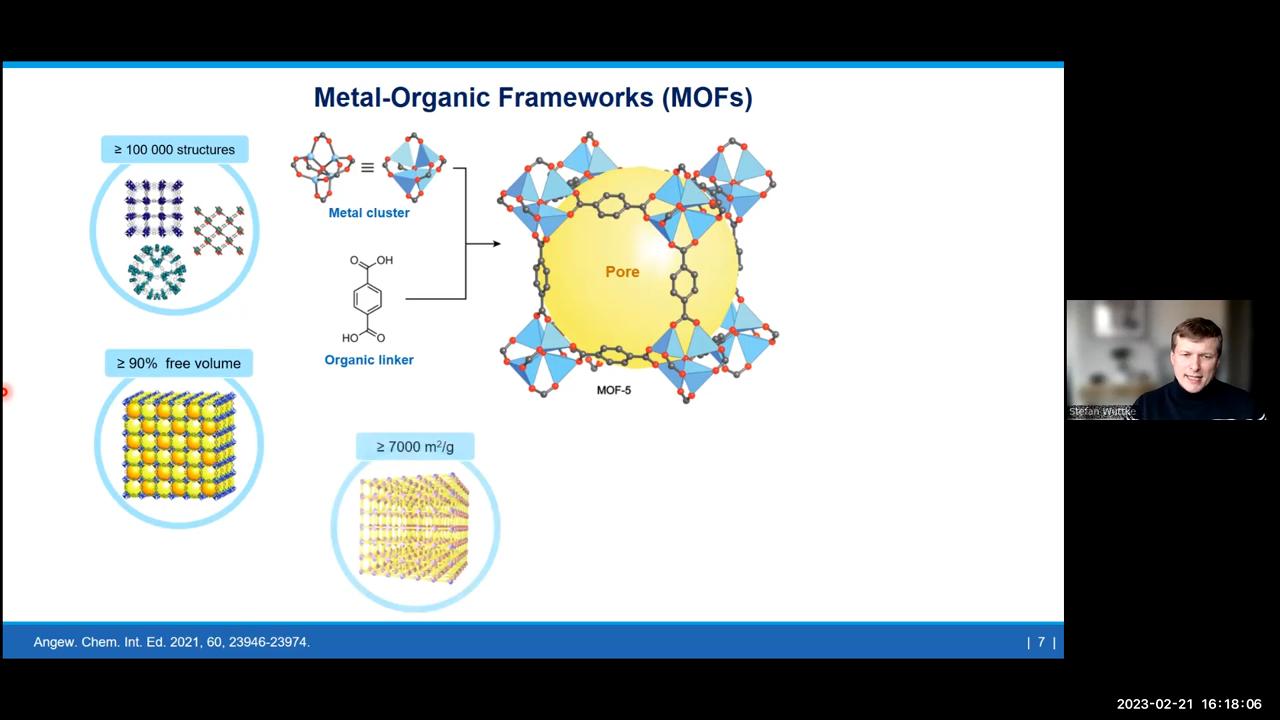 Metal-Organic Frameworks (MOFs)
≥ 100 000 structures
Metal cluster
O
OH
HO
O
Organic linker
Pore
MOF-5
≥ 90% free volume
≥ 7000 m²/g
Angew. Chem. Int. Ed. 2021, 60, 23946-23974.
| 7 |
Stefan Wuttke
2023-02-21 16:18:06